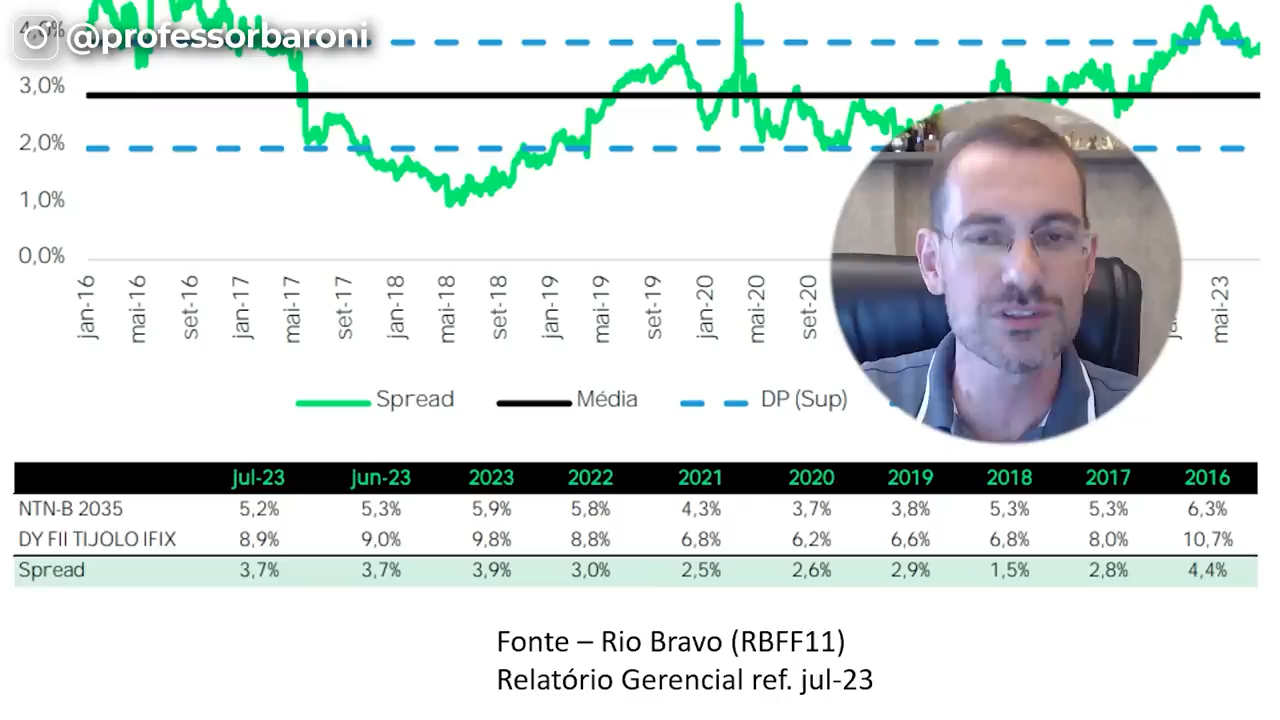 4,0%
@professorbaroni
3,0%
2,0%
1,0%
0,0%
jan-16
mai-16
set-16
jan-17
mai-17
set-17
jan-18
mai-18
set-18
jan-19
mai-19
set-19
jan-20
mai-20
set-20
mai-23
Spread
Média
DP (Sup)
Jul-23 Jun-23 2023 2022 2021 2020 2019 2018 2017 2016
NTN-B 2035 5,2% 5,3% 5,9% 5,8% 4,3% 3,7% 3,8% 5,3% 5,3% 6,3%
DY FII TIJOLO IFIX 8,9% 9,0% 9,8% 8,8% 6,8% 6,2% 6,6% 6,8% 8,0% 10,7%
Spread 3,7% 3,7% 3,9% 3,0% 2,5% 2,6% 2,9% 1,5% 2,8% 4,4%
Fonte – Rio Bravo (RBFF11)
Relatório Gerencial ref. jul-23